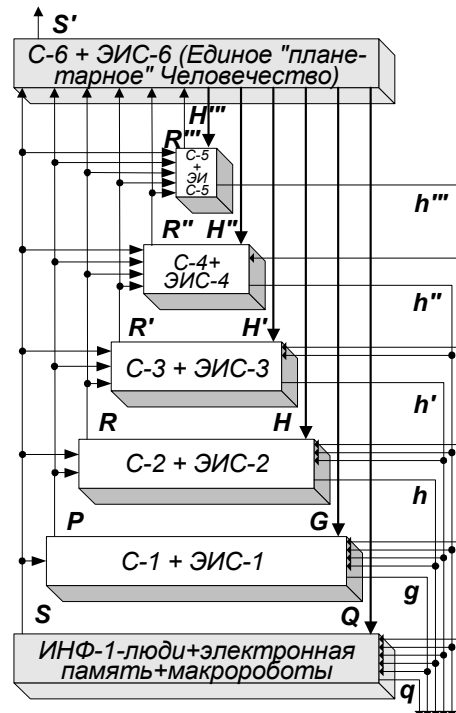 S'
С-6 + ЭИС-6 (Единое "плане-
тарное" Человечество)
H'''
R'''
С-5
+
ЭИ
С-5
h'''
R'' H''
С-4+
ЭИС-4
h''
R' H'
С-3 + ЭИС-3
h'
R H
С-2 + ЭИС-2
h
P G
С-1 + ЭИС-1
g
S Q
ИНФ-1-люди+электронная
память+макророботы
q